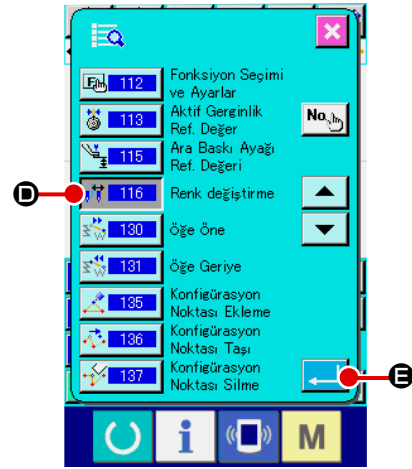 112 Fonksiyon Seçimi
ve Ayarlar
113 Aktif Gerginlik
Ref. Değer
No.
115 Ara Baskı Ayağı
Ref. Değeri
D
116 Renk değiştirme
130 Öğe Öne
131 Öğe Geriye
135 Konfigürasyon
Noktası Ekleme
136 Konfigürasyon
Noktası Taşı
137 Konfigürasyon
Noktası Silme
E
i
M